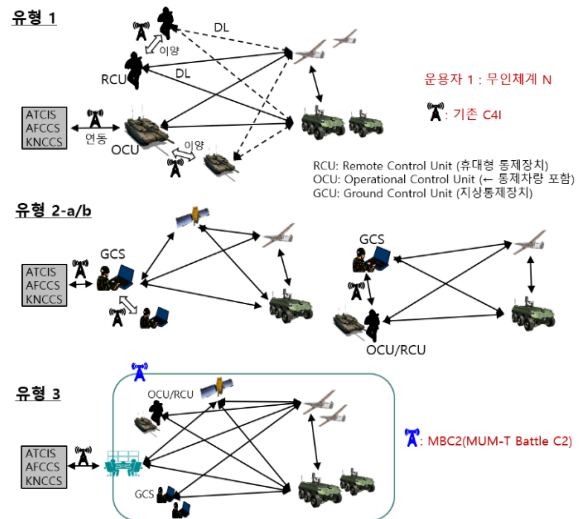 유형 1
이양
DL
RCU
DL
ATCIS
AFCCS
KNCCS
연동
OCU
이양
운용자 1 : 무인체계 N
: 기존 C4I
RCU: Remote Control Unit (휴대형 통제장치)
OCU: Operational Control Unit (← 통제차량 포함)
GCU: Ground Control Unit (지상통제장치)
유형 2-a/b
GCS
ATCIS
AFCCS
KNCCS
GCS
OCU/RCU
유형 3
OCU/RCU
ATCIS
AFCCS
KNCCS
GCS
: MBC2(MUM-T Battle C2)